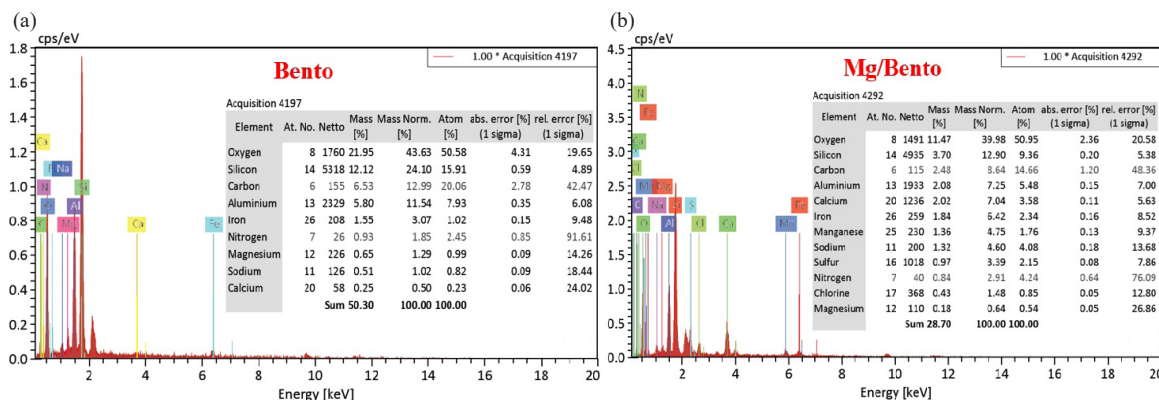 (a)
cps/eV
1.8
1.6
1.4
1.2
1.0
0.8
0.6
0.4
0.2
0.0
2 4 6 8 10 12 14 16 18 20
Energy [keV]
1.00 * Acquisition 4197
Bento
Acquisition 4197
Element At. No. Netto Mass [%] Mass Norm. [%] Atom [%] abs. error [%] (1 sigma) rel. error [%] (1 sigma)
Oxygen 8 1760 21.95 43.63 50.58 4.31 19.65
Silicon 14 5318 12.12 24.10 15.91 0.59 4.89
Carbon 6 155 6.53 12.99 20.06 2.78 42.47
Aluminium 13 2329 5.80 11.54 7.93 0.35 6.08
Iron 26 208 1.55 3.07 1.02 0.15 9.48
Nitrogen 7 26 0.93 1.85 2.45 0.85 91.61
Magnesium 12 226 0.65 1.29 0.99 0.09 14.26
Sodium 11 126 0.51 1.02 0.82 0.09 18.44
Calcium 20 58 0.25 0.50 0.23 0.06 24.02
Sum 50.30 100.00 100.00
Ca
Na
N
Si
Al
Mg
Ca
Fe
(b)
cps/eV
4.5
4.0
3.5
3.0
2.5
2.0
1.5
1.0
0.5
0.0
2 4 6 8 10 12 14 16 18 20
Energy [keV]
1.00 * Acquisition 4292
Mg/Bento
Acquisition 4292
Element At. No. Netto Mass [%] Mass Norm. [%] Atom [%] abs. error [%] (1 sigma) rel. error [%] (1 sigma)
Oxygen 8 1491 11.47 39.98 50.95 2.36 20.58
Silicon 14 4935 3.70 12.90 9.36 0.20 5.38
Carbon 6 115 2.48 8.64 14.66 1.20 48.36
Aluminium 13 1933 2.08 7.25 5.48 0.15 7.00
Calcium 20 1236 2.02 7.04 3.58 0.11 5.63
Iron 26 259 1.84 6.42 2.34 0.16 8.52
Manganese 25 230 1.36 4.75 1.76 0.13 9.37
Sodium 11 200 1.32 4.60 4.08 0.18 13.68
Sulfur 16 1018 0.97 3.39 2.15 0.08 7.86
Nitrogen 7 40 0.84 2.91 4.24 0.64 76.09
Chlorine 17 368 0.43 1.48 0.85 0.05 12.80
Magnesium 12 110 0.18 0.64 0.54 0.05 26.86
Sum 28.70 100.00 100.00
N
Fe
Ca
Mg
Si
S
Fe
C
Na
O
Al
Cl
Ca
Mn